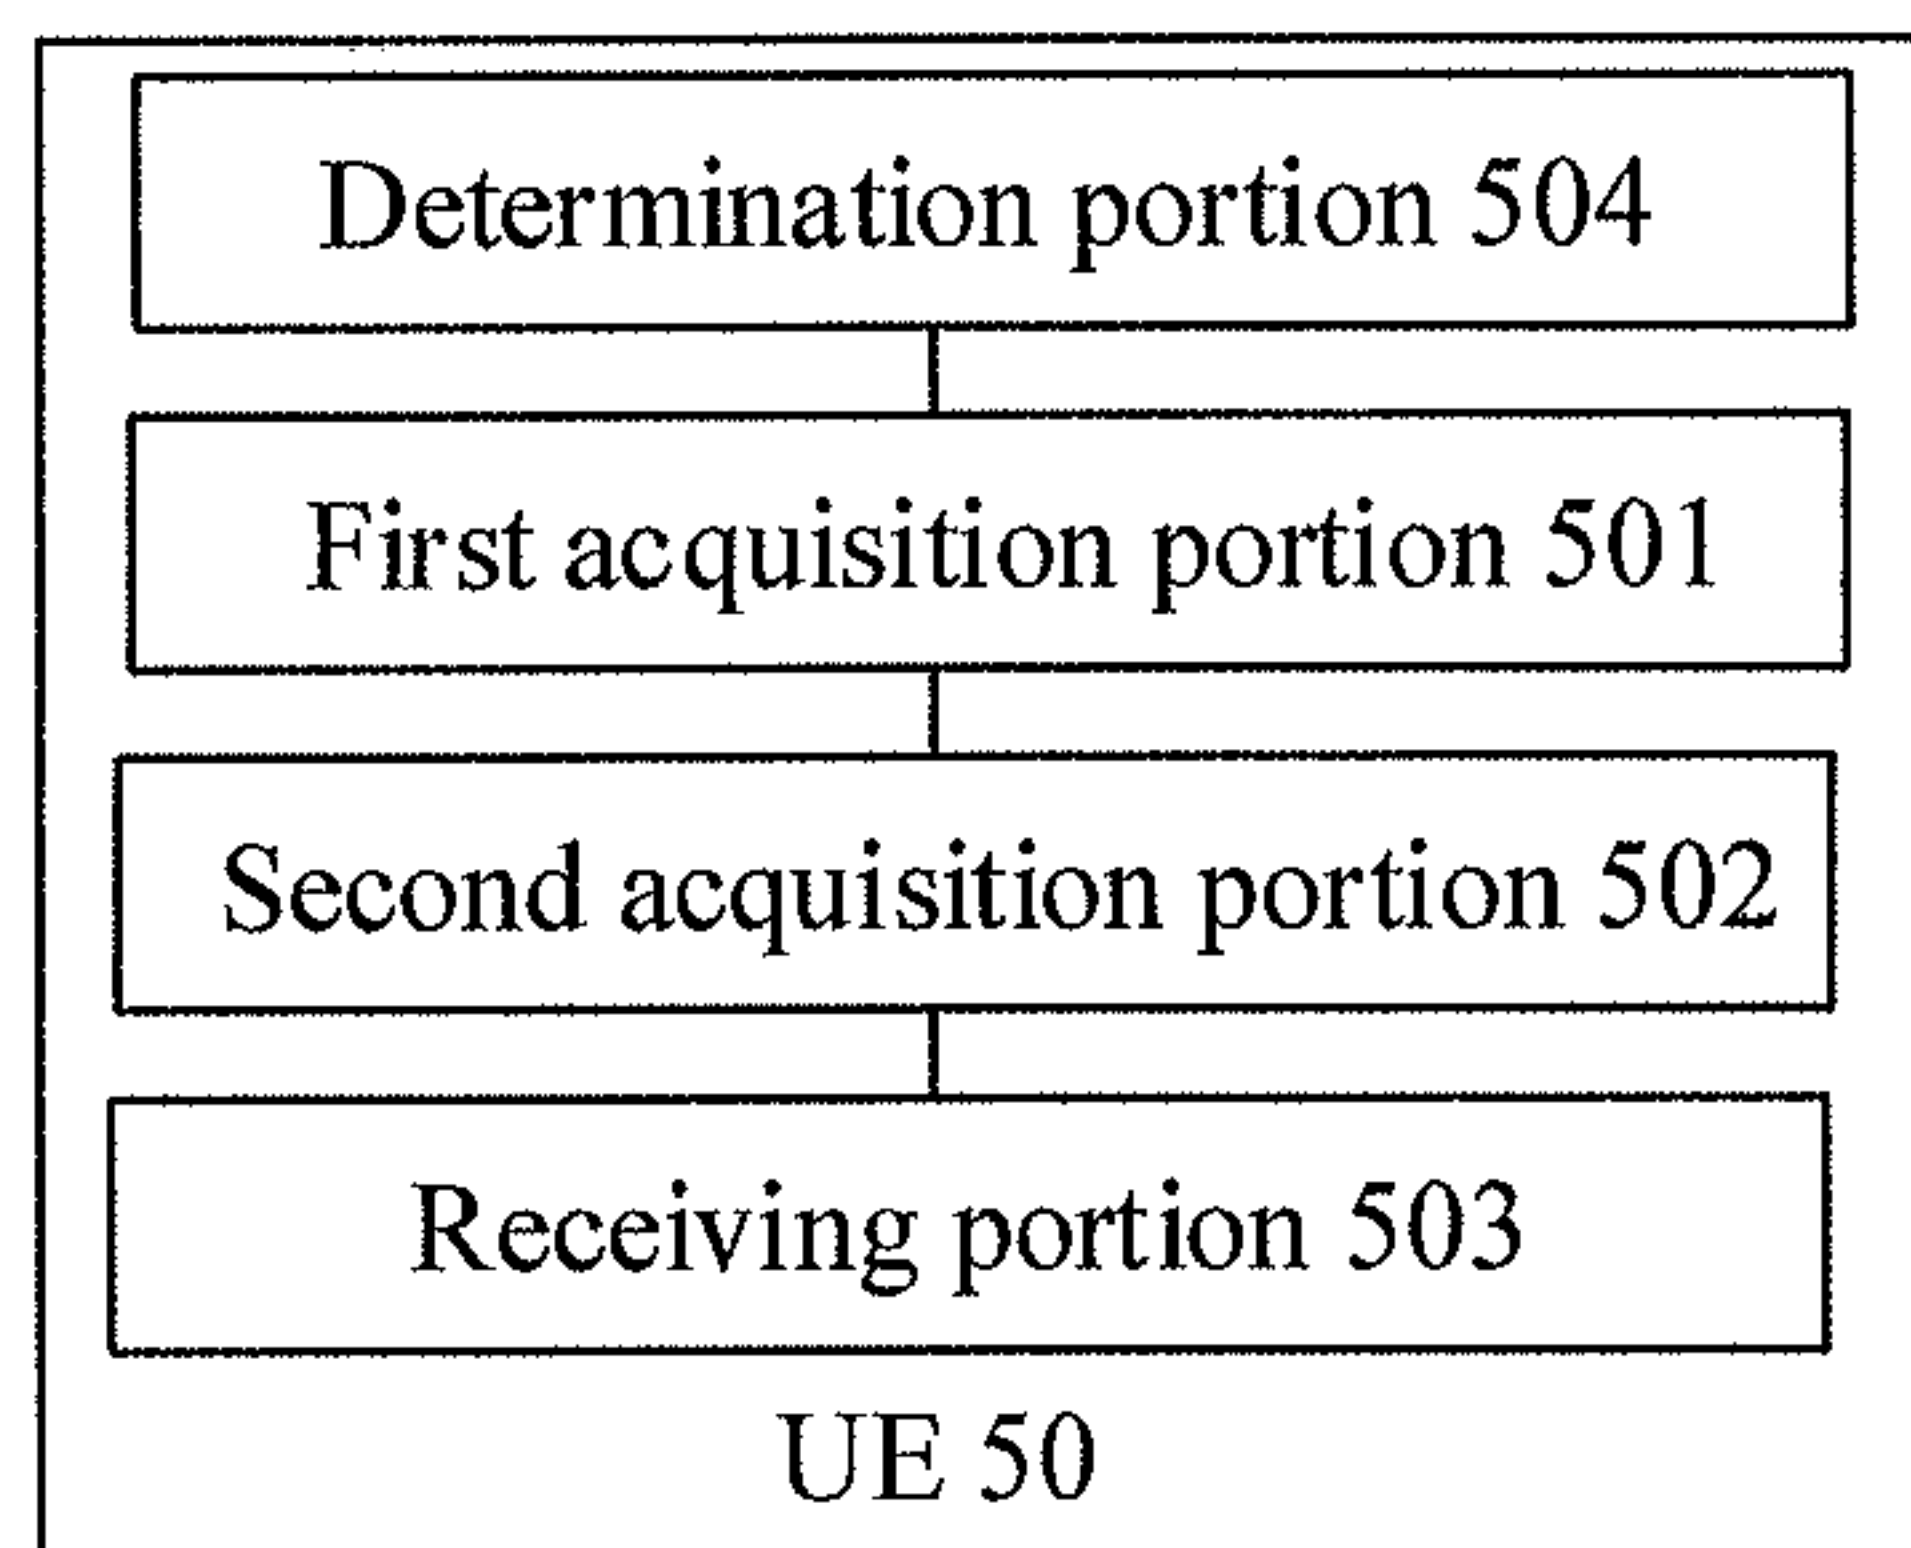 Determination portion 504
First acquisition portion 501
Second acquisition portion 502
Receiving portion 503
UE 50